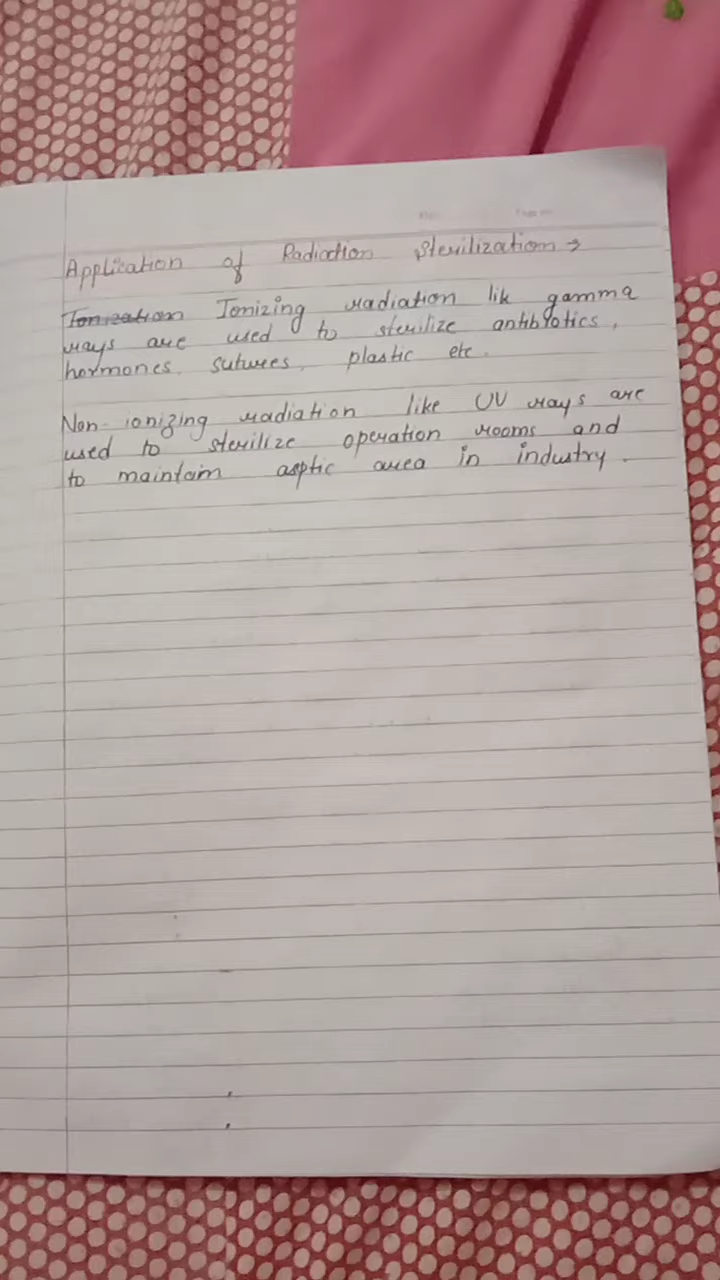 Application of Radiation Sterilization →
Ionization Ionizing radiation like gamma
rays are used to sterilize antibiotics,
hormones, sutures, plastic etc.
Non-ionizing radiation like UV rays are
used to sterilize operation rooms and
to maintain asptic area in industry.